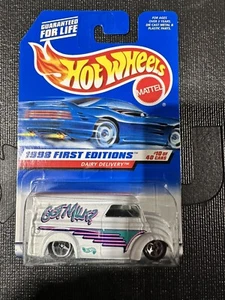 GUARANTEED
FOR LIFE
FOR AGES
OVER 3 YEARS.
DIE CAST METAL &
PLASTIC PARTS.
Hot Wheels
MATTEL
1998 FIRST EDITIONS
DAIRY DELIVERY™
#10 of
40 CARS
GOT MILK?